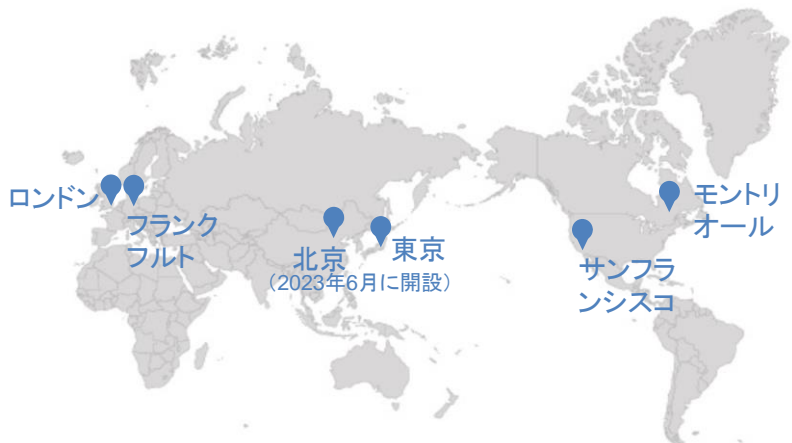 ロンドン
フランク
フルト
北京
（2023年6月に開設）
東京
サンフラ
ンシスコ
モントリ
オール